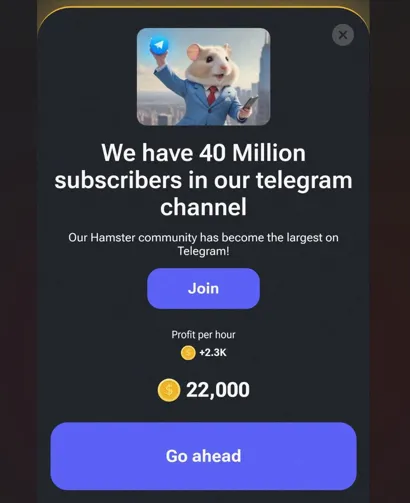 We have 40 Million
subscribers in our telegram
channel
Our Hamster community has become the largest on
Telegram!
Join
Profit per hour
+2.3K
22,000
Go ahead